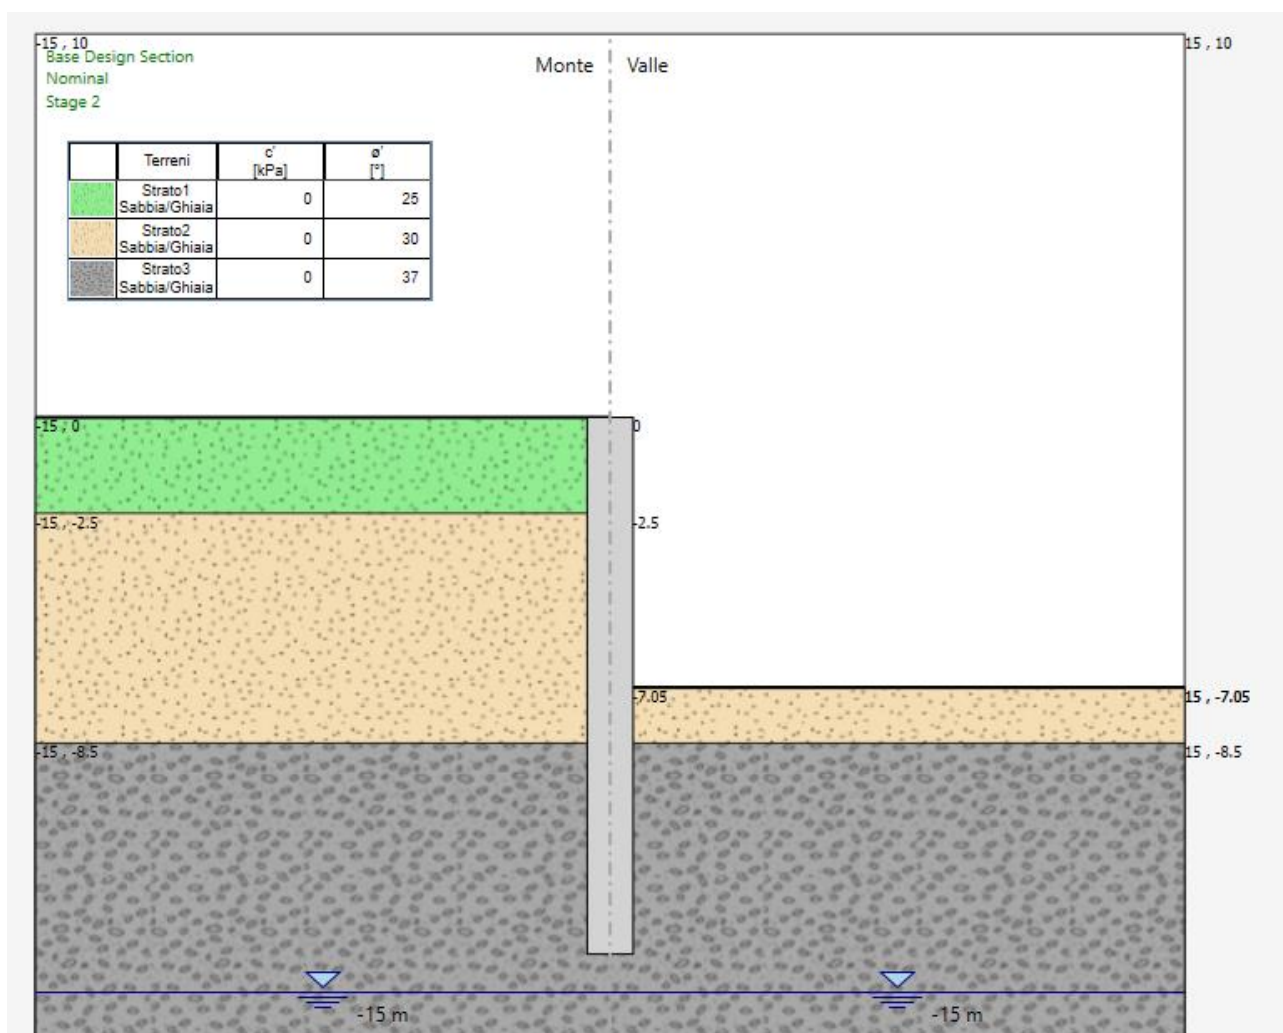 -15 , 10
15 , 10
Base Design Section
Nominal
Stage 2
Monte
Valle
Terreni
c'
[kPa]
ø'
[°]
Strato1
Sabbia/Ghiaia
0
25
Strato2
Sabbia/Ghiaia
0
30
Strato3
Sabbia/Ghiaia
0
37
-15 , 0
0
-15 , -2.5
-2.5
-7.05
15 , -7.05
-15 , -8.5
15 , -8.5
-15 m
-15 m